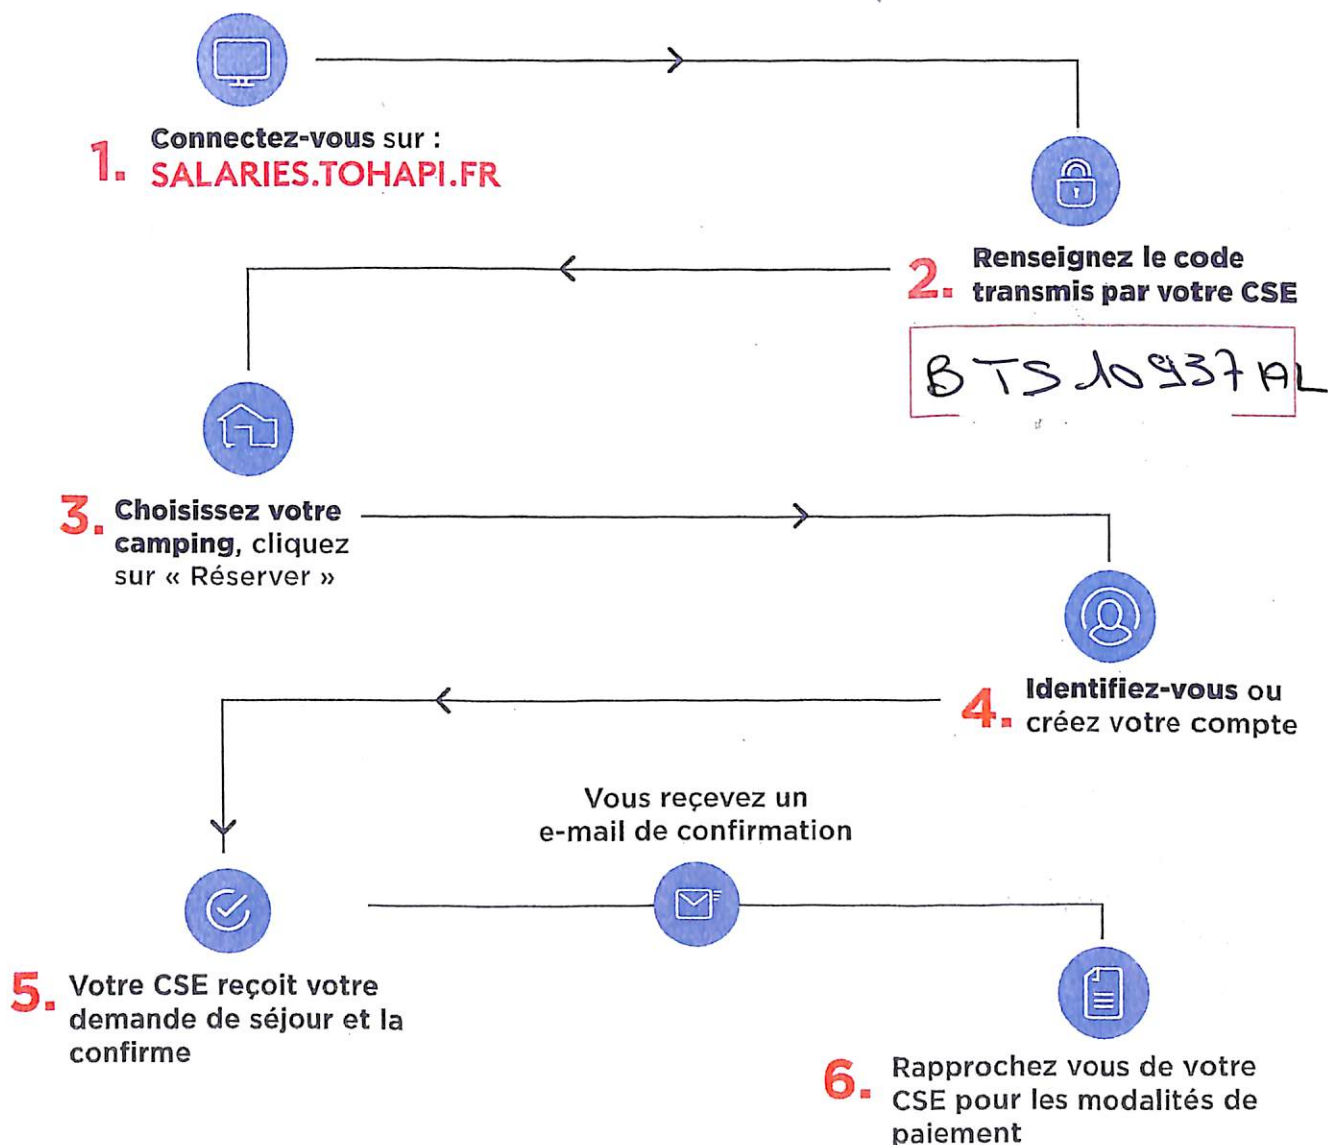 1. Connectez-vous sur :
SALARIES.TOHAPI.FR
2. Renseignez le code
transmis par votre CSE
BTS10937AL
3. Choisissez votre
camping, cliquez
sur « Réserver »
4. Identifiez-vous ou
créez votre compte
Vous reçevez un
e-mail de confirmation
5. Votre CSE reçoit votre
demande de séjour et la
confirme
6. Rapprochez vous de votre
CSE pour les modalités de
paiement